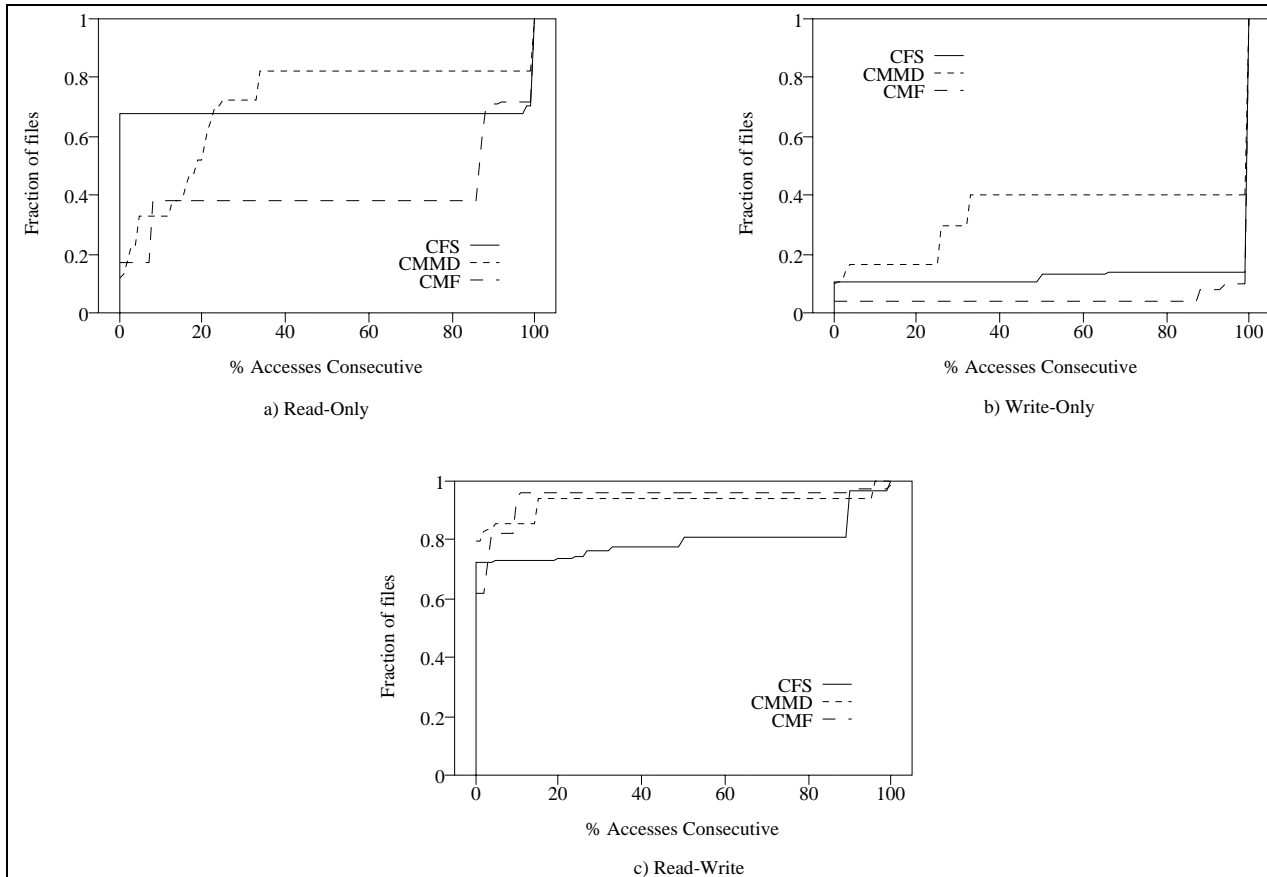 1
0.8
0.6
0.4
0.2
0
Fraction of files
CFS
CMMD
CMF
0 20 40 60 80 100
% Accesses Consecutive
a) Read-Only
1
0.8
0.6
0.4
0.2
0
Fraction of files
CFS
CMMD
CMF
0 20 40 60 80 100
% Accesses Consecutive
b) Write-Only
1
0.8
0.6
0.4
0.2
0
Fraction of files
CFS
CMMD
CMF
0 20 40 60 80 100
% Accesses Consecutive
c) Read-Write